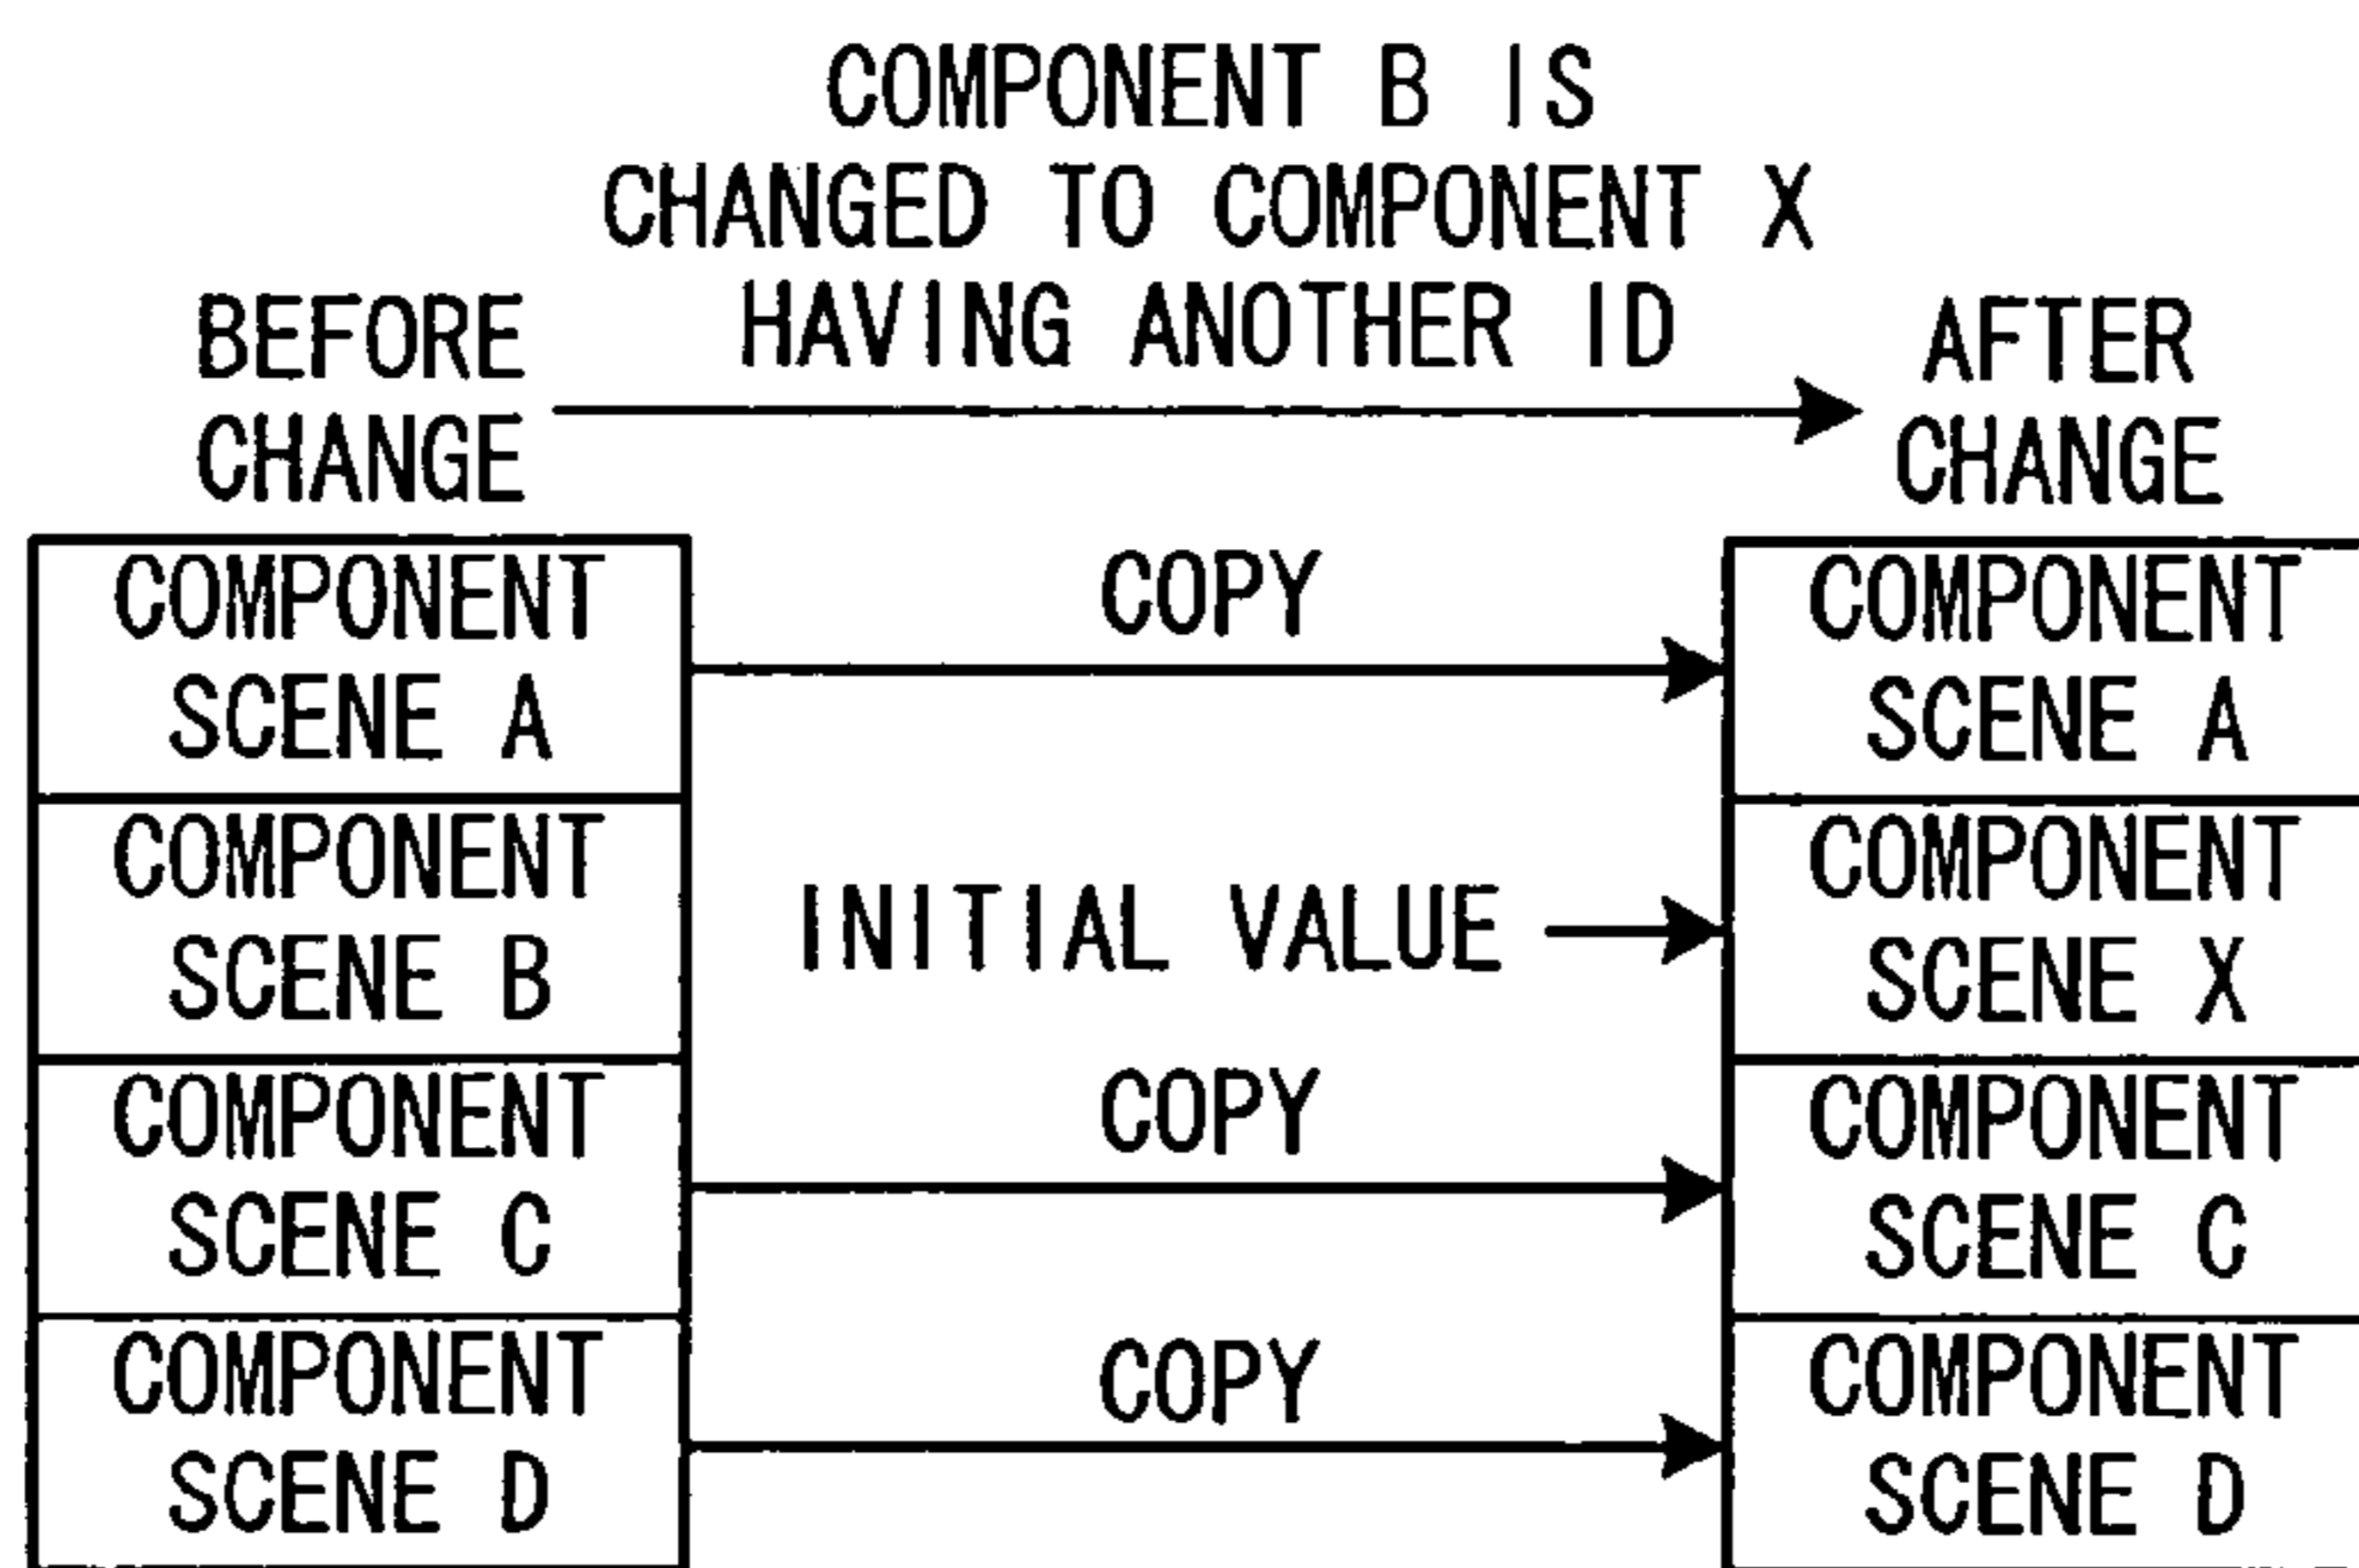 COMPONENT B IS
CHANGED TO COMPONENT X
HAVING ANOTHER ID
BEFORE
CHANGE
AFTER
CHANGE
COMPONENT
SCENE A
COPY
COMPONENT
SCENE A
COMPONENT
SCENE B
INITIAL VALUE
COMPONENT
SCENE X
COMPONENT
SCENE C
COPY
COMPONENT
SCENE C
COMPONENT
SCENE D
COPY
COMPONENT
SCENE D